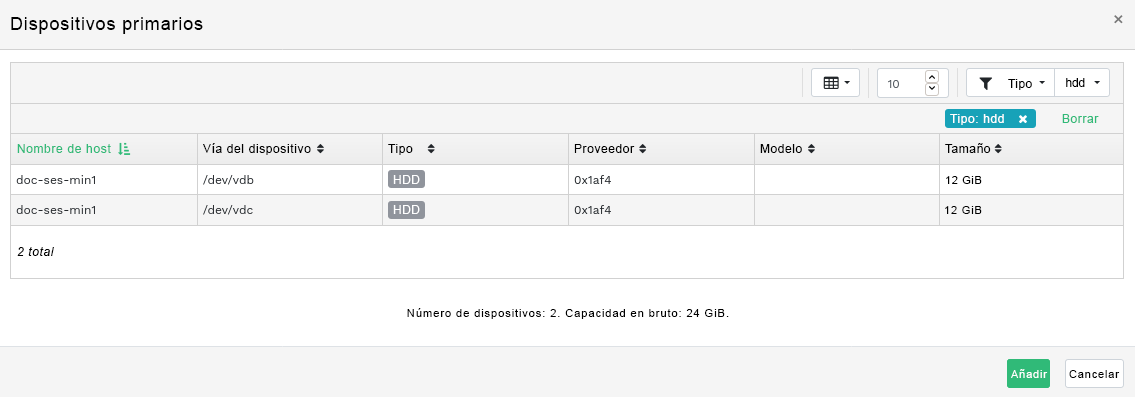 Dispositivos primarios
10 Tipo hdd
Tipo: hdd Borrar
Nombre de host Vía del dispositivo Tipo Proveedor Modelo Tamaño
doc-ses-min1 /dev/vdb HDD 0x1af4 12 GiB
doc-ses-min1 /dev/vdc HDD 0x1af4 12 GiB
2 total
Número de dispositivos: 2. Capacidad en bruto: 24 GiB.
Añadir Cancelar